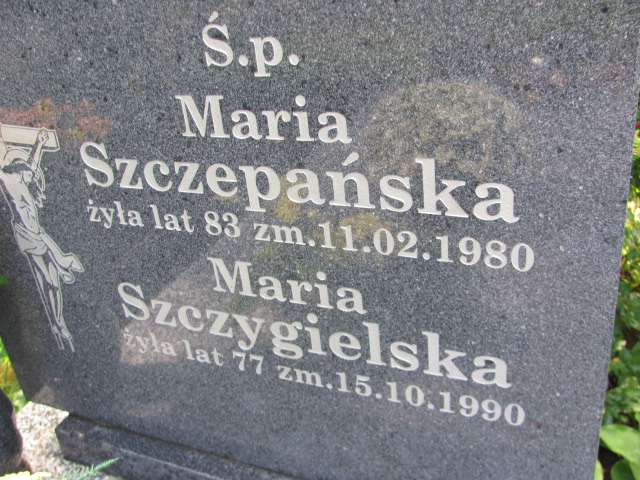 Ś.p.
Maria
Szczepańska
żyła lat 83 zm.11.02.1980
Maria
Szczygielska
żyła lat 77 zm.15.10.1990